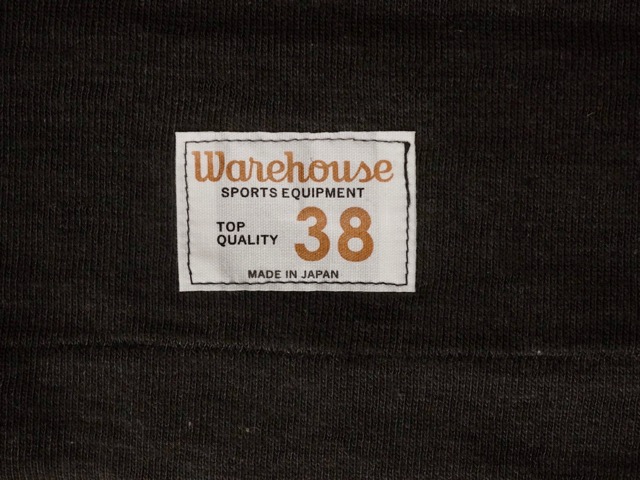 Warehouse
SPORTS EQUIPMENT
TOP
QUALITY
38
MADE IN JAPAN